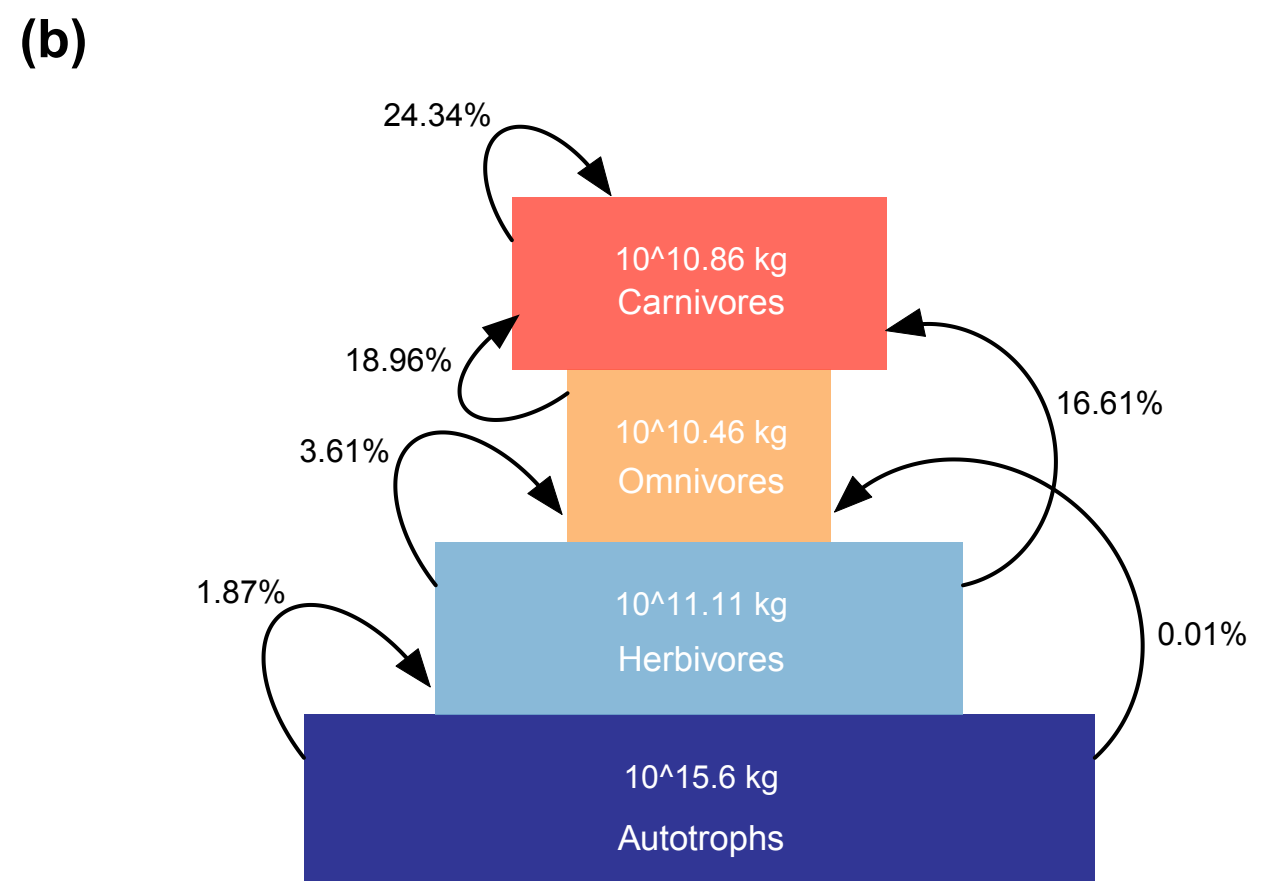 (b)
24.34%
10^10.86 kg
Carnivores
18.96%
16.61%
10^10.46 kg
3.61%
Omnivores
1.87%
10^11.11 kg
0.01%
Herbivores
10^15.6 kg
Autotrophs